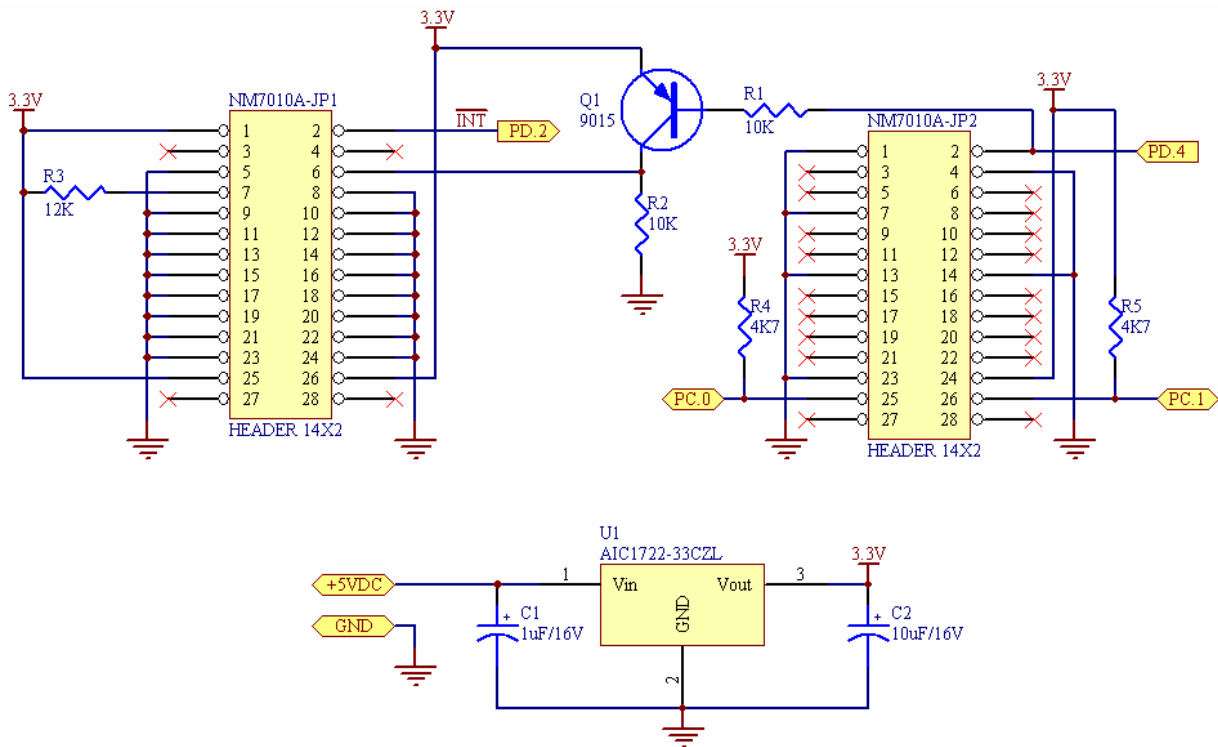 3.3V
3.3V
NM7010A-JP1
1 2
3 4
5 6
7 8
9 10
11 12
13 14
15 16
17 18
19 20
21 22
23 24
25 26
27 28
HEADER 14X2
R3
12K
INT
PD.2
Q1
9015
R1
10K
R2
10K
3.3V
NM7010A-JP2
1 2
3 4
5 6
7 8
9 10
11 12
13 14
15 16
17 18
19 20
21 22
23 24
25 26
27 28
HEADER 14X2
PD.4
3.3V
R4
4K7
R5
4K7
PC.0
PC.1
U1
AIC1722-33CZL
+5VDC
GND
1
Vin
Vout
3
GND
2
3.3V
C1
+
1uF/16V
C2
+
10uF/16V